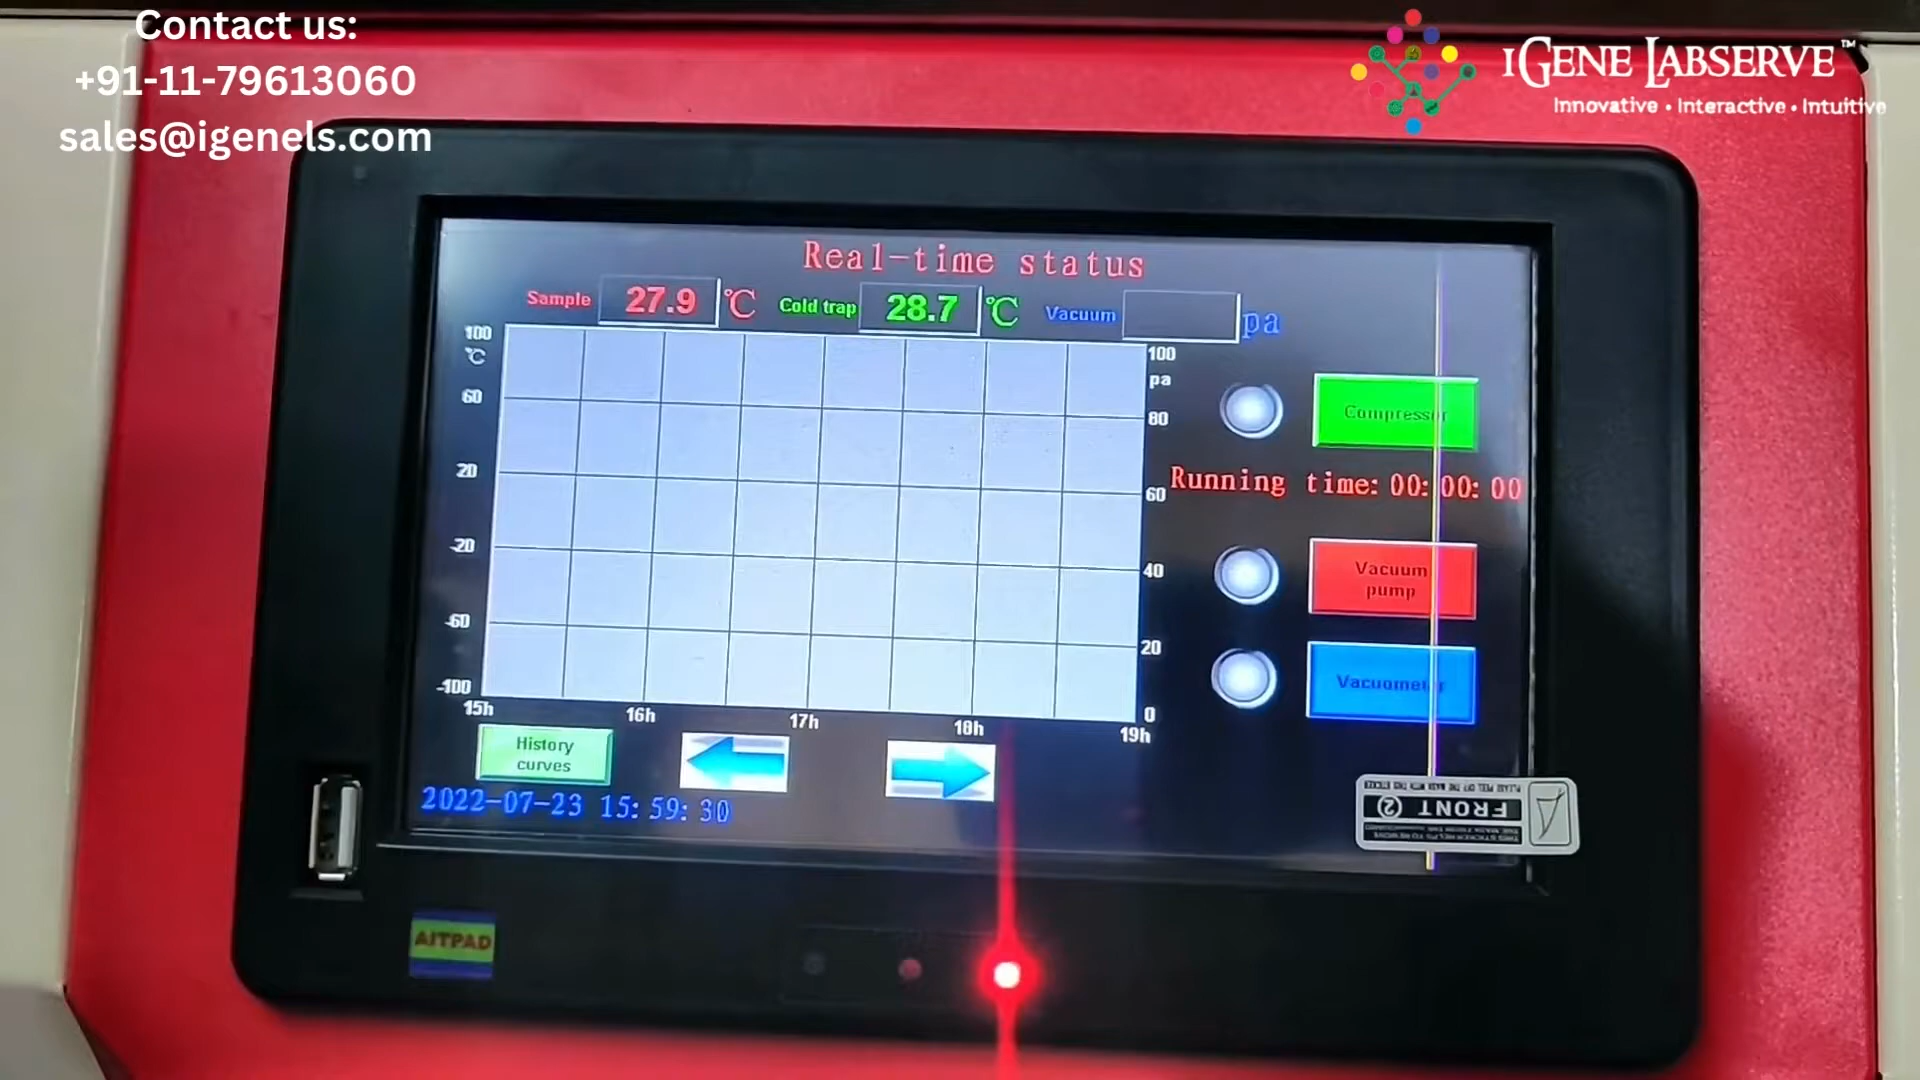 Contact us:
+91-11-79613060
sales@igenels.com
iGENE LABSERVE™
Innovative • Interactive • Intuitive
Real-time status
Sample 27.9 ℃ Cold trap 28.7 ℃ Vacuum pa
100
℃
60
20
-20
-60
-100
100
pa
80
60
40
20
0
15h 16h 17h 18h 19h
Compressor
Running time: 00: 00: 00
Vacuum
pump
Vacuometer
History
curves
2022-07-23 15:59:30
FRONT (2)
AITPAD